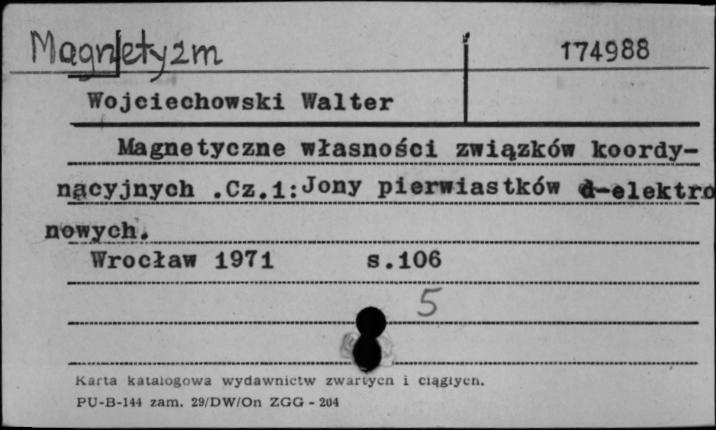 Magnetyzm
174988
Wojciechowski Walter
Magnetyczne własności związków koordy-
nacyjnych .Cz.1:Jony pierwiastków d-elektro
nowych.
Wrocław 1971 s.106
5
Karta katalogowa wydawnictw zwartych i ciągłych.
PU-B-144 zam. 29/DW/On ZGG - 204